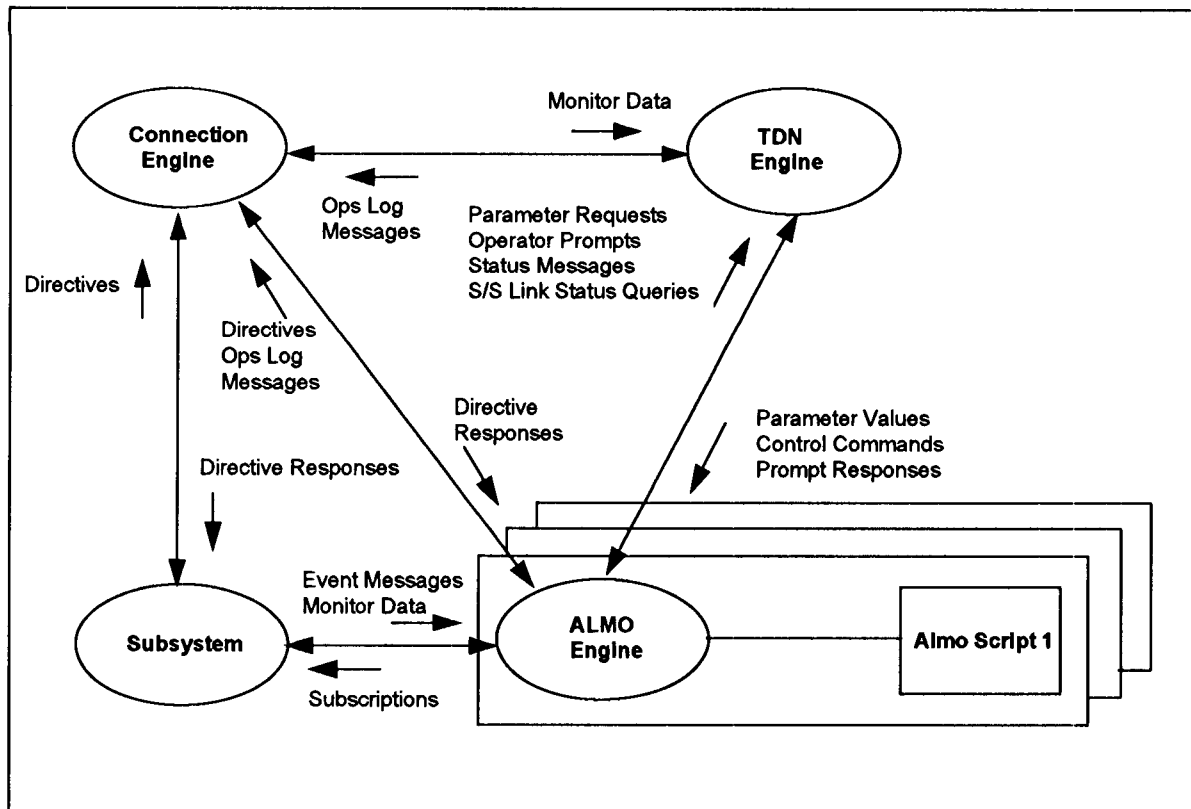 Connection
Engine
Monitor Data
TDN
Engine
Ops Log
Messages
Parameter Requests
Operator Prompts
Status Messages
S/S Link Status Queries
Directives
Directives
Ops Log
Messages
Directive
Responses
Parameter Values
Control Commands
Prompt Responses
Directive Responses
Event Messages
Monitor Data
Subsystem
ALMO
Engine
Almo Script 1
Subscriptions